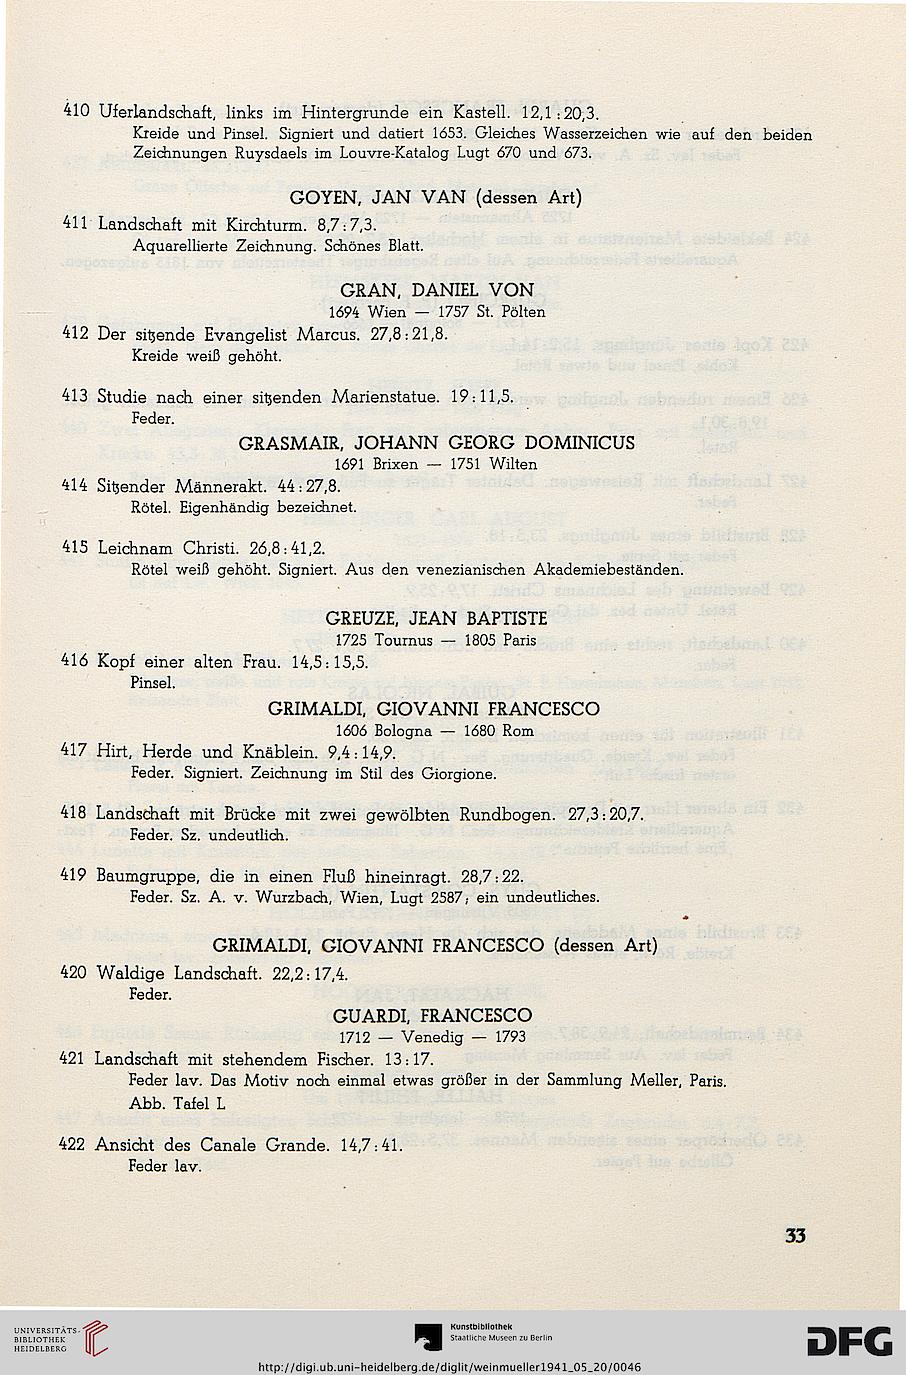 410 Uferlandschaft, links im Hintergrunde ein Kastell. 12,1 : 20,3.
Kreide und Pinsel. Signiert und datiert 1653. Gleiches Wasserzeichen wie auf den beiden
Zeichnungen Ruysdaels im Louvre-Katalog Lugt 670 und 673.
GOYEN, JAN VAN (dessen Art)
411 Landschaft mit Kirchturm. 8,7 : 7,3.
Aquarellierte Zeichnung. Schönes Blatt.
GRAN, DANIEL VON
1694 Wien — 1757 St. Pölten
412 Der sitzende Evangelist Marcus. 27,8 : 21,8.
Kreide weiß gehöht.
413 Studie nach einer sitzenden Marienstatue. 19 : 11,5.
Feder.
GRASMAIR, JOHANN GEORG DOMINICUS
1691 Brixen — 1751 Wilten
414 Sitzender Männerakt. 44 : 27,8.
Rötel. Eigenhändig bezeichnet.
415 Leichnam Christi. 26,8 : 41,2.
Rötel weiß gehöht. Signiert. Aus den venezianischen Akademiebeständen.
GREUZE, JEAN BAPTISTE
1725 Tournus — 1805 Paris
416 Kopf einer alten Frau. 14,5 : 15,5.
Pinsel.
GRIMALDI, GIOVANNI FRANCESCO
1606 Bologna — 1680 Rom
417 Hirt, Herde und Knäblein. 9,4 : 14,9.
Feder. Signiert. Zeichnung im Stil des Giorgione.
418 Landschaft mit Brücke mit zwei gewölbten Rundbogen. 27,3 : 20,7.
Feder. Sz. undeutlich.
419 Baumgruppe, die in einen Fluß hineinragt. 28,7 : 22.
Feder. Sz. A. v. Wurzbach, Wien, Lugt 2587; ein undeutliches.
GRIMALDI, GIOVANNI FRANCESCO (dessen Art)
420 Waldige Landschaft. 22,2 : 17,4.
Feder.
GUARDI, FRANCESCO
1712 — Venedig — 1793
421 Landschaft mit stehendem Fischer. 13 : 17.
Feder lav. Das Motiv noch einmal etwas größer in der Sammlung Meller, Paris.
Abb. Tafel L
422 Ansicht des Canale Grande. 14,7 : 41.
Feder lav.
33
UNIVERSITÄTS-
BIBLIOTHEK
HEIDELBERG
Kunstbibliothek
Staatliche Museen zu Berlin
DFG
http://digi.ub.uni-heidelberg.de/diglit/weinmueller1941_05_20/0046